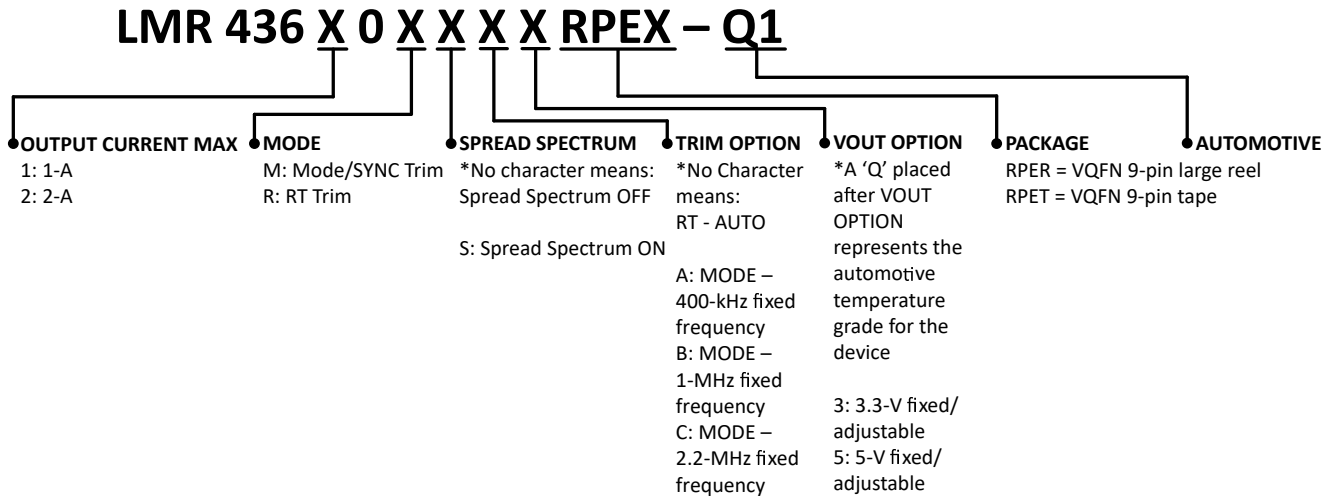 LMR 436 X 0 X X X X RPEX – Q1
OUTPUT CURRENT MAX
1: 1-A
2: 2-A
MODE
M: Mode/SYNC Trim
R: RT Trim
SPREAD SPECTRUM
*No character means:
Spread Spectrum OFF
S: Spread Spectrum ON
TRIM OPTION
*No Character
means:
RT - AUTO
A: MODE –
400-kHz fixed
frequency
B: MODE –
1-MHz fixed
frequency
C: MODE –
2.2-MHz fixed
frequency
VOUT OPTION
*A ‘Q’ placed
after VOUT
OPTION
represents the
automotive
temperature
grade for the
device
3: 3.3-V fixed/
adjustable
5: 5-V fixed/
adjustable
PACKAGE
RPER = VQFN 9-pin large reel
RPET = VQFN 9-pin tape
AUTOMOTIVE